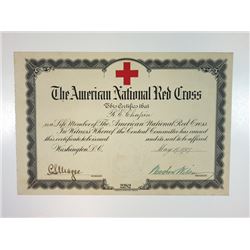 The American National Red Cross
This Certifies that
is a Life Member of The American National Red Cross
In Witness Whereof the Central Committee has caused
this certificate to be issued and its seal to be affixed
Washington, D.C. May